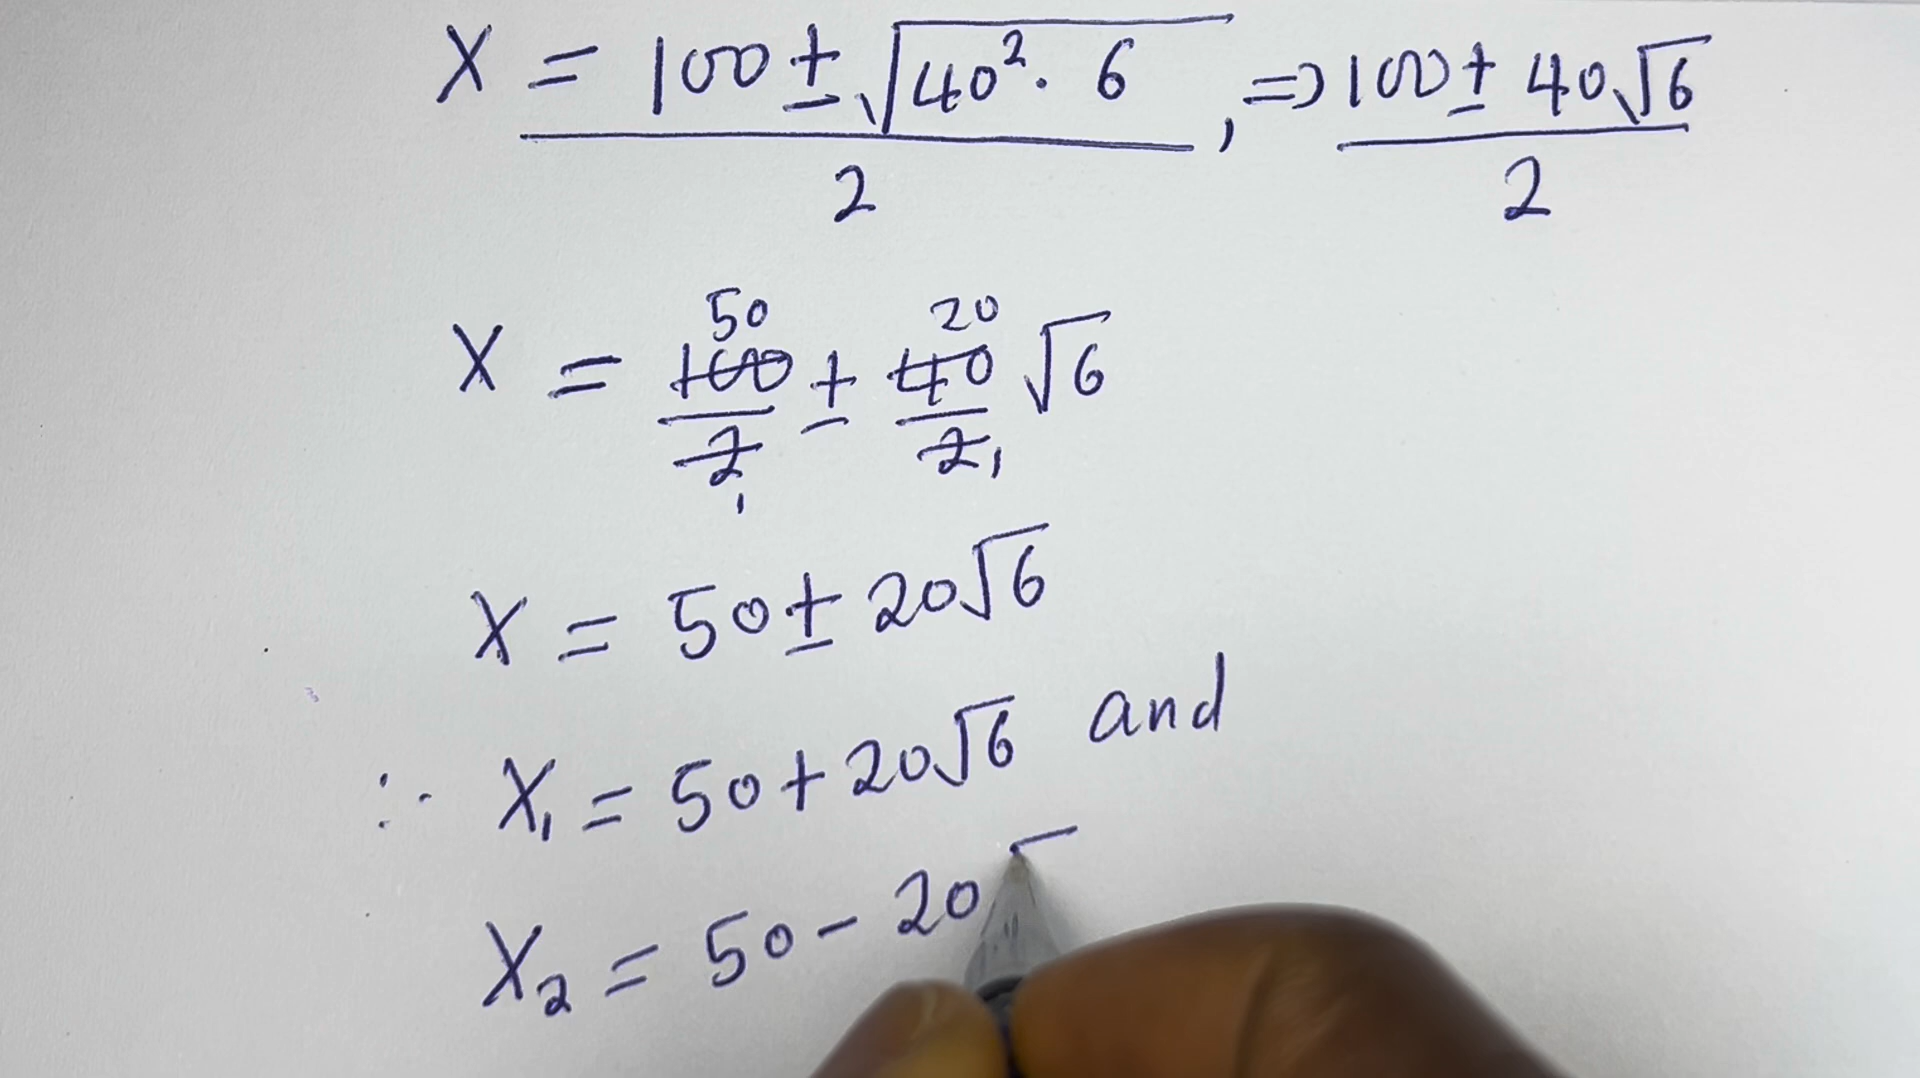 X = (100 ± √(40² · 6))/2 , ⇒ (100 ± 40√6)/2
50 20
X = 100/2 ± 40/2 √6
1 1
X = 50 ± 20√6
∴ X₁ = 50 + 20√6 and
X₂ = 50 - 20